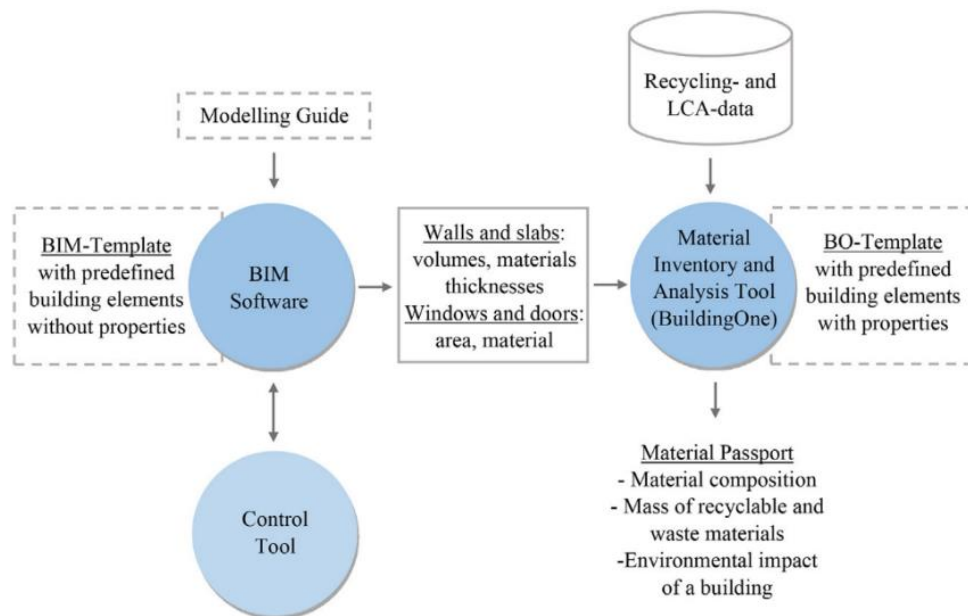 Modelling Guide
Recycling- and
LCA-data
BIM-Template
with predefined
building elements
without properties
BIM
Software
Walls and slabs:
volumes, materials
thicknesses
Windows and doors:
area, material
Material
Inventory and
Analysis Tool
(BuildingOne)
BO-Template
with predefined
building elements
with properties
Control
Tool
Material Passport
- Material composition
- Mass of recyclable and
waste materials
-Environmental impact
of a building